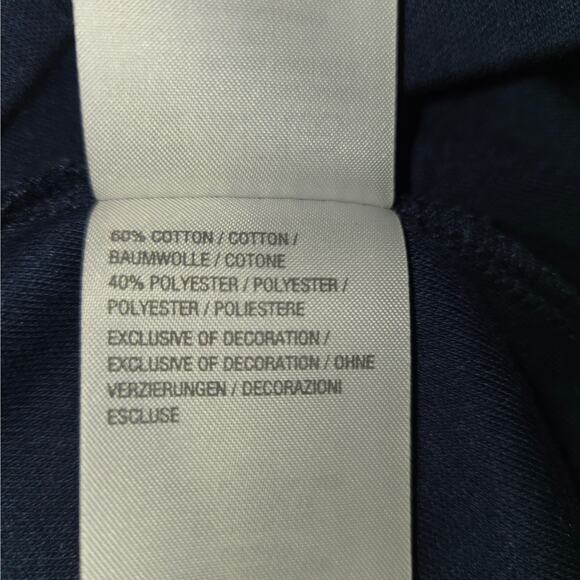 60% COTTON / COTTON /
BAUMWOLLE / COTONE
40% POLYESTER / POLYESTER /
POLYESTER / POLIESTERE
EXCLUSIVE OF DECORATION /
EXCLUSIVE OF DECORATION / OHNE
VERZIERUNGEN / DECORAZIONI
ESCLUSE